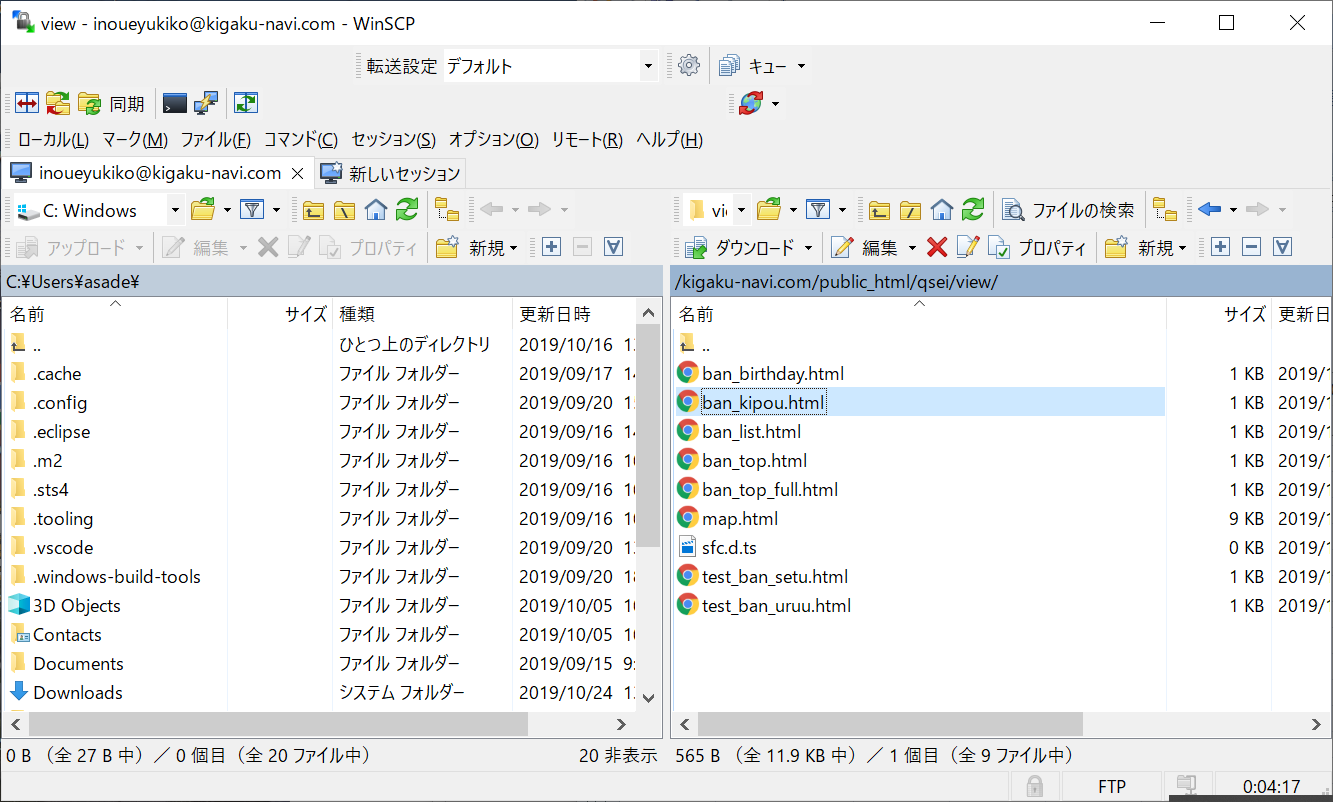 view - inoueyukiko@kigaku-navi.com - WinSCP
転送設定 デフォルト キュー
同期
ローカル(L) マーク(M) ファイル(F) コマンド(C) セッション(S) オプション(O) リモート(R) ヘルプ(H)
inoueyukiko@kigaku-navi.com 新しいセッション
C: Windows ファイルの検索
アップロード 編集 プロパティ 新規 ダウンロード 編集 プロパティ 新規
C:¥Users¥asade¥ /kigaku-navi.com/public_html/qsei/view/
名前 サイズ 種類 更新日時
.. ひとつ上のディレクトリ 2019/10/16
.cache ファイル フォルダー 2019/09/17
.config ファイル フォルダー 2019/09/20
.eclipse ファイル フォルダー 2019/09/16
.m2 ファイル フォルダー 2019/09/16
.sts4 ファイル フォルダー 2019/09/16
.tooling ファイル フォルダー 2019/09/16
.vscode ファイル フォルダー 2019/09/20
.windows-build-tools ファイル フォルダー 2019/09/20
3D Objects ファイル フォルダー 2019/10/05
Contacts ファイル フォルダー 2019/10/05
Documents ファイル フォルダー 2019/09/15 9:
Downloads システム フォルダー 2019/10/24
名前 サイズ 更新日
..
ban_birthday.html 1 KB 2019/
ban_kipou.html 1 KB 2019/
ban_list.html 1 KB 2019/
ban_top.html 1 KB 2019/
ban_top_full.html 1 KB 2019/
map.html 9 KB 2019/
sfc.d.ts 0 KB 2019/
test_ban_setu.html 1 KB 2019/
test_ban_uruu.html 1 KB 2019/
0 B （全 27 B 中）／ 0 個目（全 20 ファイル中） 20 非表示
565 B （全 11.9 KB 中）／ 1 個目（全 9 ファイル中）
FTP 0:04:17